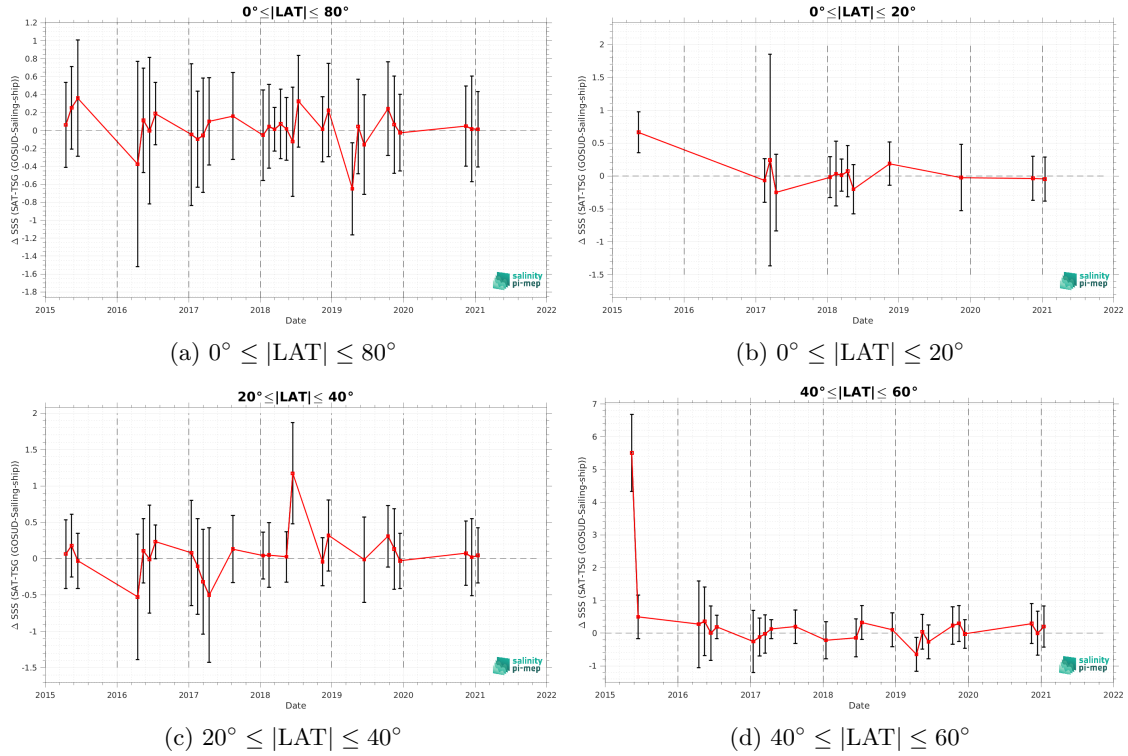 0°≤|LAT|≤ 80°
1.2
1
0.8
0.6
0.4
0.2
0
-0.2
-0.4
-0.6
-0.8
-1
-1.2
-1.4
-1.6
-1.8
Δ SSS (SAT-TSG (GOSUD-Sailing-ship))
2015 2016 2017 2018 2019 2020 2021 2022
Date
salinity
pi-mep
(a) 0° ≤ |LAT| ≤ 80°
0°≤|LAT|≤ 20°
2
1.5
1
0.5
0
-0.5
-1
-1.5
Δ SSS (SAT-TSG (GOSUD-Sailing-ship))
2015 2016 2017 2018 2019 2020 2021 2022
Date
salinity
pi-mep
(b) 0° ≤ |LAT| ≤ 20°
20°≤|LAT|≤ 40°
2
1.5
1
0.5
0
-0.5
-1
-1.5
Δ SSS (SAT-TSG (GOSUD-Sailing-ship))
2015 2016 2017 2018 2019 2020 2021 2022
Date
salinity
pi-mep
(c) 20° ≤ |LAT| ≤ 40°
40°≤|LAT|≤ 60°
7
6
5
4
3
2
1
0
-1
Δ SSS (SAT-TSG (GOSUD-Sailing-ship))
2015 2016 2017 2018 2019 2020 2021 2022
Date
salinity
pi-mep
(d) 40° ≤ |LAT| ≤ 60°